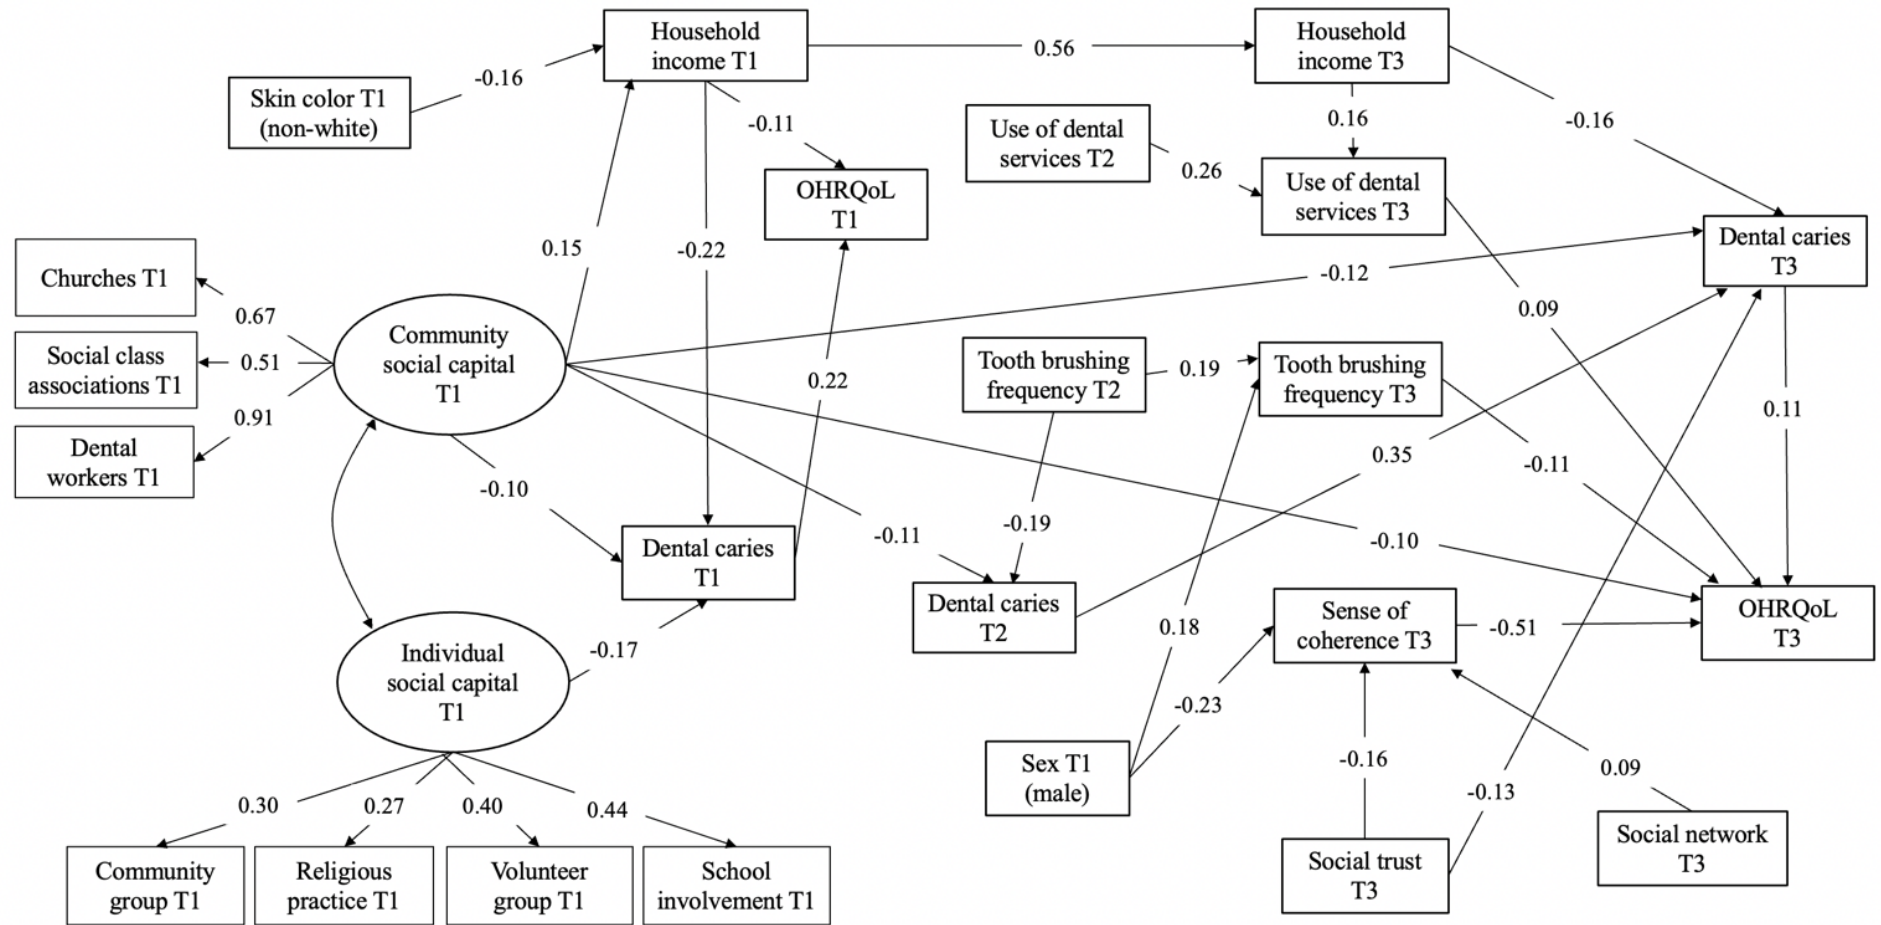 Household
income T1
0.56
Household
income T3
-0.16
Skin color T1
(non-white)
-0.11
0.16
-0.16
Use of dental
services T2
0.26
Use of dental
services T3
OHRQoL
T1
0.15
-0.22
Dental caries
T3
-0.12
0.09
Churches T1
0.67
Social class
associations T1
0.51
Dental
workers T1
0.91
Community
social capital
T1
0.22
Tooth brushing
frequency T2
0.19
Tooth brushing
frequency T3
0.11
0.35
-0.11
-0.10
-0.11
-0.19
-0.10
Dental caries
T1
Dental caries
T2
Sense of
coherence T3
-0.51
OHRQoL
T3
0.18
-0.17
Individual
social capital
T1
-0.23
Sex T1
(male)
-0.16
-0.13
0.09
0.30
0.27
0.40
0.44
Community
group T1
Religious
practice T1
Volunteer
group T1
School
involvement T1
Social trust
T3
Social network
T3